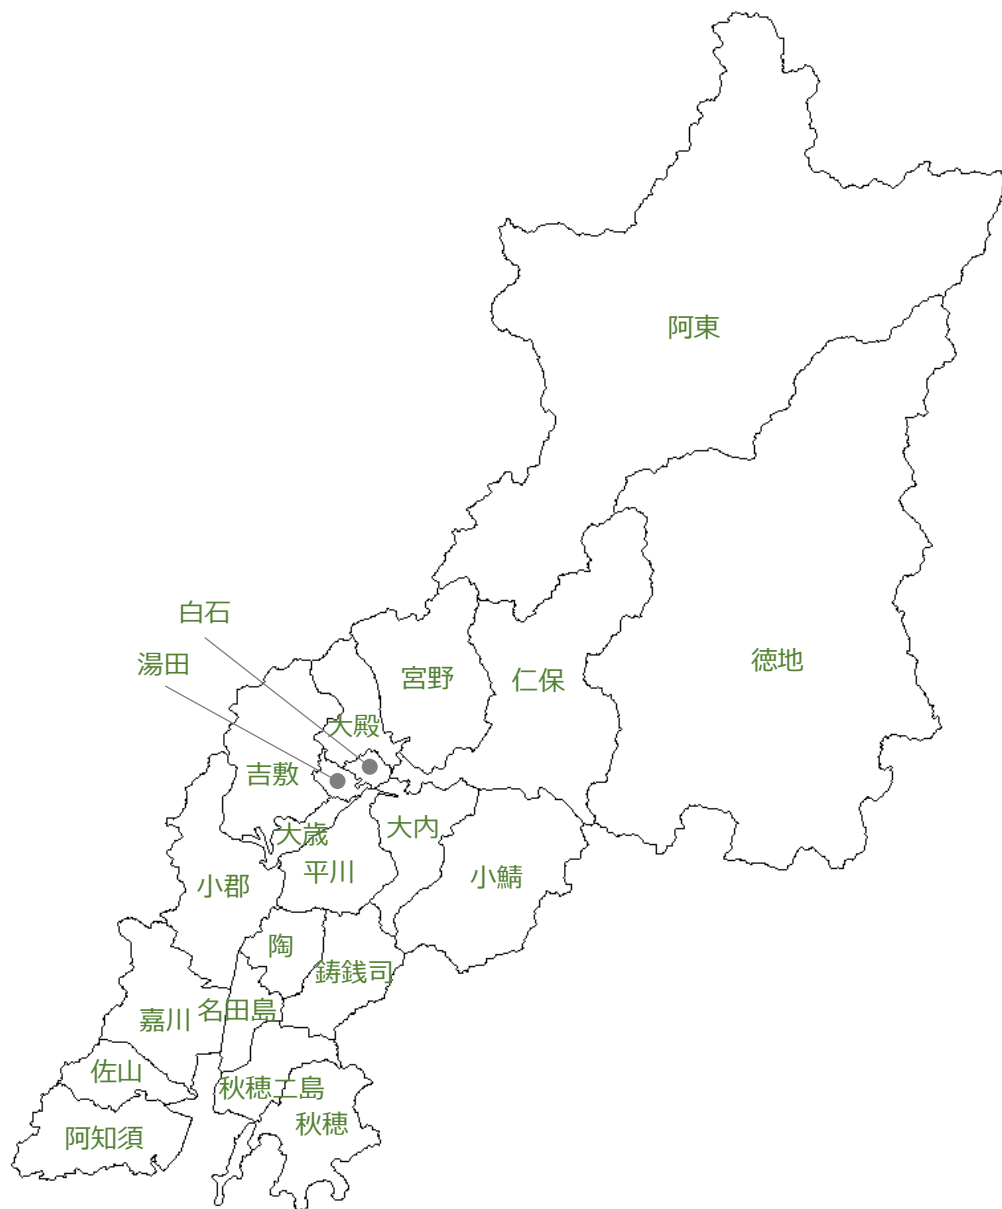 阿東
白石
湯田
宮野
仁保
徳地
大殿
吉敷
大歳
大内
平川
小鯖
小郡
陶
鋳銭司
名田島
嘉川
佐山
秋穂二島
秋穂
阿知須